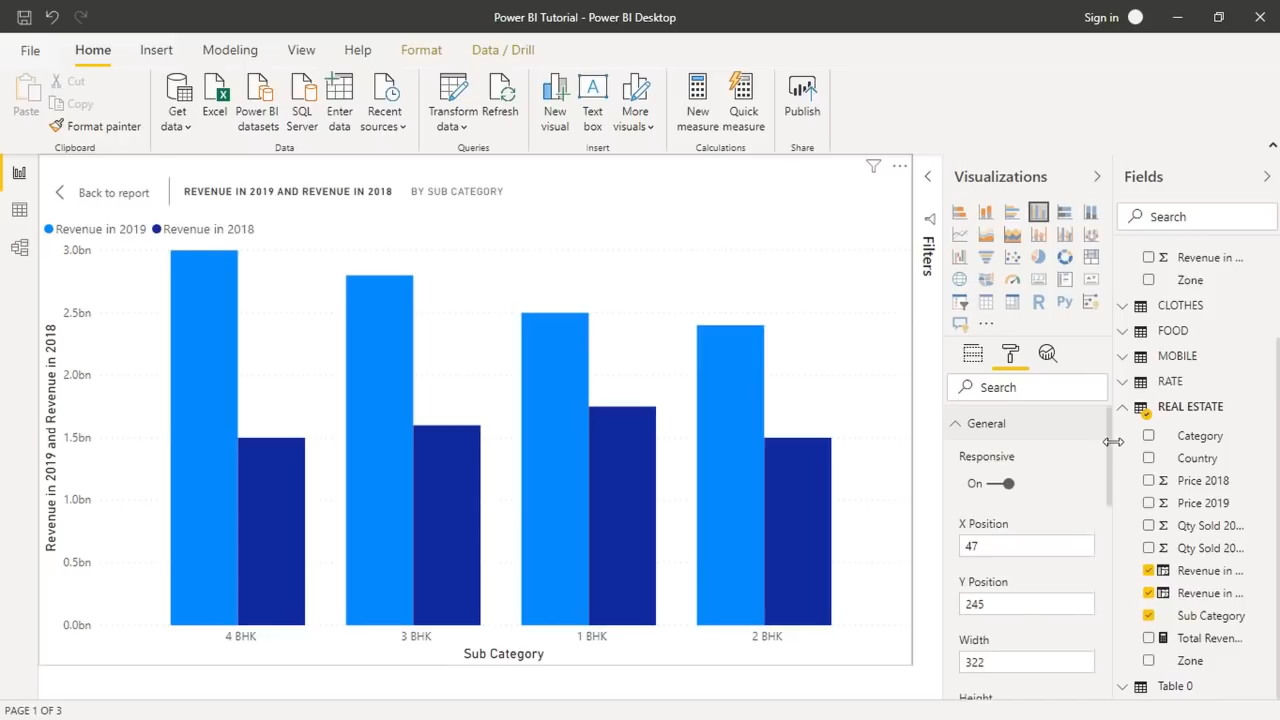 Power BI Tutorial - Power BI Desktop
Sign in
File Home Insert Modeling View Help Format Data / Drill
Paste
Cut
Copy
Format painter
Clipboard
Get data
Excel
Power BI datasets
SQL Server
Enter data
Recent sources
Data
Transform data
Refresh
Queries
New visual
Text box
More visuals
Insert
New measure
Quick measure
Calculations
Publish
Share
Back to report
REVENUE IN 2019 AND REVENUE IN 2018 BY SUB CATEGORY
Revenue in 2019 Revenue in 2018
Revenue in 2019 and Revenue in 2018
3.0bn
2.5bn
2.0bn
1.5bn
1.0bn
0.5bn
0.0bn
4 BHK 3 BHK 1 BHK 2 BHK
Sub Category
Filters
Visualizations
R Py
Search
General
Responsive
On
X Position
47
Y Position
245
Width
322
Height
Fields
Search
Σ Revenue in ...
Zone
CLOTHES
FOOD
MOBILE
RATE
REAL ESTATE
Category
Country
Σ Price 2018
Σ Price 2019
Σ Qty Sold 20...
Σ Qty Sold 20...
Revenue in ...
Revenue in ...
Sub Category
Total Reven...
Zone
Table 0
PAGE 1 OF 3